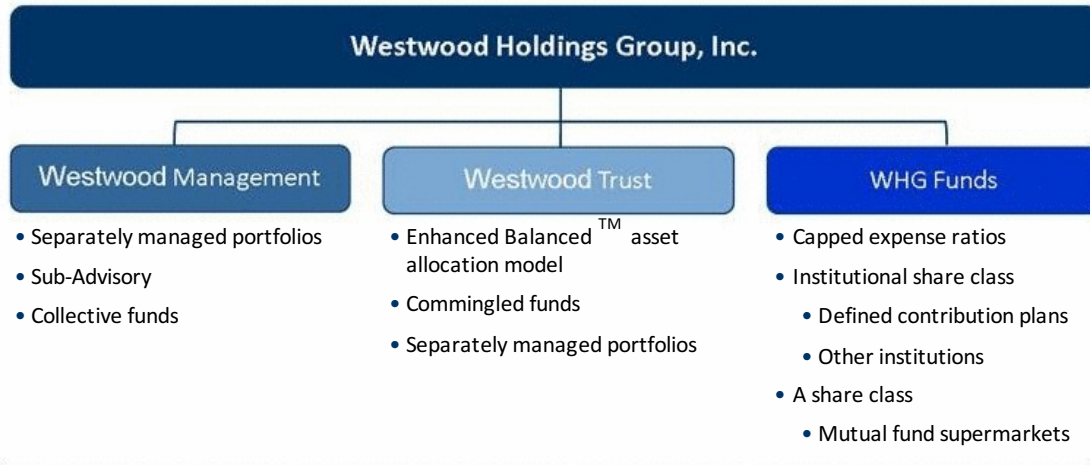 Westwood Holdings Group, Inc.
Westwood Management
• Separately managed portfolios
• Sub-Advisory
• Collective funds
Westwood Trust
• Enhanced Balanced TM asset
allocation model
• Commingled funds
• Separately managed portfolios
WHG Funds
• Capped expense ratios
• Institutional share class
• Defined contribution plans
• Other institutions
• A share class
• Mutual fund supermarkets